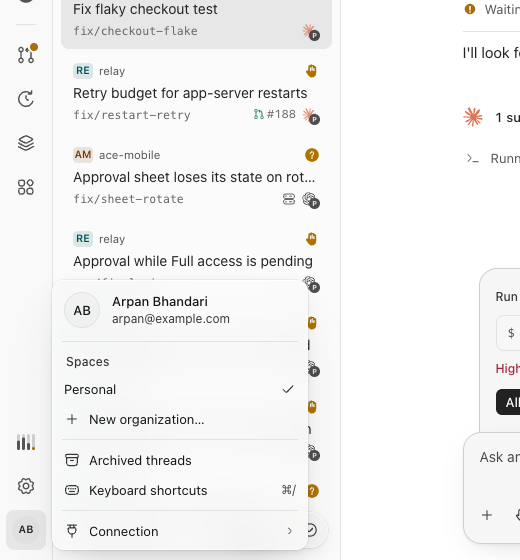 Fix flaky checkout test
fix/checkout-flake
P
RE relay
Retry budget for app-server restarts
fix/restart-retry #188
P
AM ace-mobile
?
Approval sheet loses its state on rot...
fix/sheet-rotate
P
RE relay
Approval while Full access is pending
AB
Arpan Bhandari
arpan@example.com
Spaces
Personal
New organization...
Archived threads
Keyboard shortcuts ⌘/
?
Connection
AB
Waitin
I'll look f
1 su
Runn
Run
$
High
All
Ask an